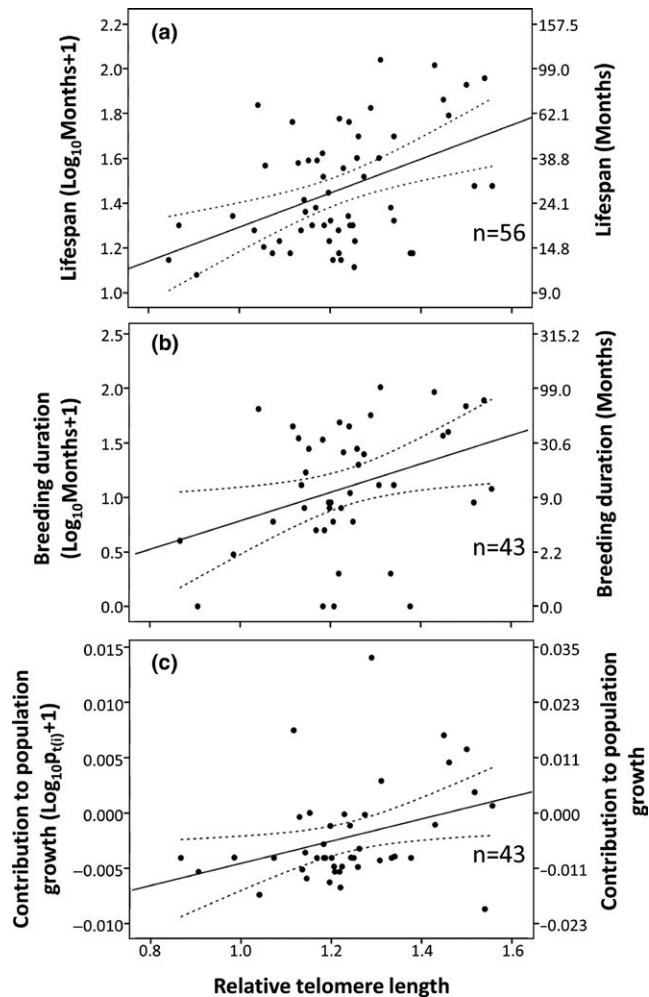 (a)
Lifespan (Log10Months+1)
2.2
2.0
1.8
1.6
1.4
1.2
1.0
157.5
99.0
62.1
38.8
24.1
14.8
9.0
Lifespan (Months)
n=56
(b)
Breeding duration
(Log10Months+1)
2.5
2.0
1.5
1.0
0.5
0.0
315.2
99.0
30.6
9.0
2.2
0.0
Breeding duration (Months)
n=43
(c)
Contribution to population
growth (Log10pt(i)+1)
0.015
0.010
0.005
0.000
−0.005
−0.010
0.035
0.023
0.011
0.000
−0.011
−0.023
Contribution to population
growth
n=43
0.8 1.0 1.2 1.4 1.6
Relative telomere length